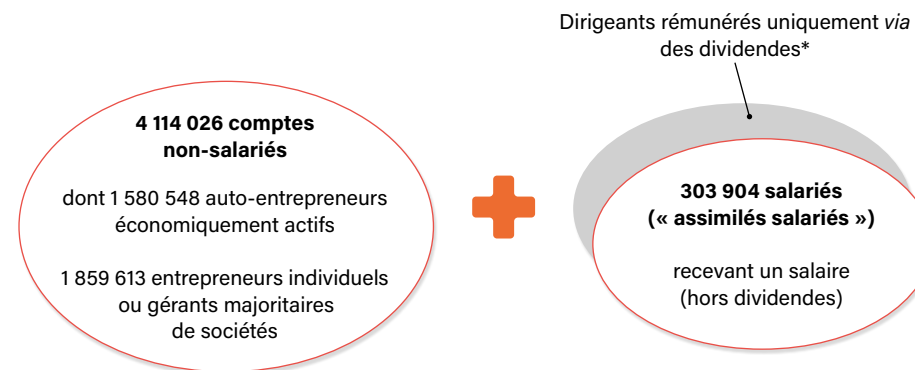 Dirigeants rémunérés uniquement via
des dividendes*
4 114 026 comptes
non-salariés
dont 1 580 548 auto-entrepreneurs
économiquement actifs
1 859 613 entrepreneurs individuels
ou gérants majoritaires
de sociétés
303 904 salariés
(« assimilés salariés »)
recevant un salaire
(hors dividendes)